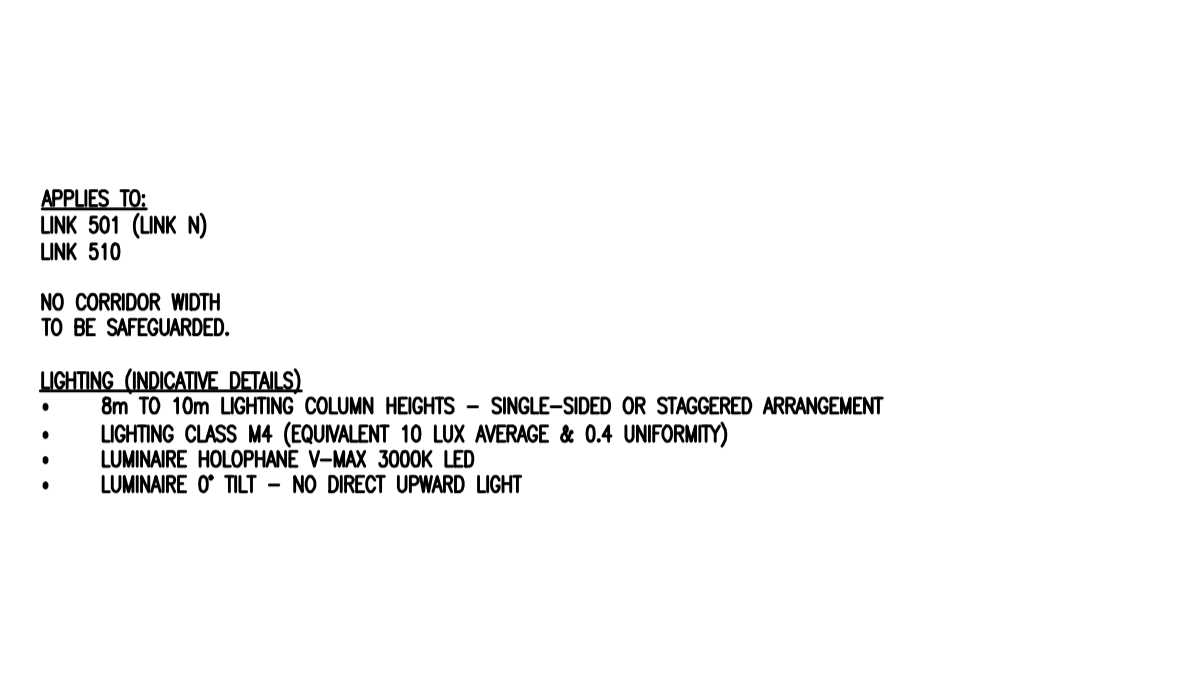 APPLIES TO:
LINK 501 (LINK N)
LINK 510
NO CORRIDOR WIDTH
TO BE SAFEGUARDED.
LIGHTING (INDICATIVE DETAILS)
• 8m TO 10m LIGHTING COLUMN HEIGHTS – SINGLE–SIDED OR STAGGERED ARRANGEMENT
• LIGHTING CLASS M4 (EQUIVALENT 10 LUX AVERAGE & 0.4 UNIFORMITY)
• LUMINAIRE HOLOPHANE V–MAX 3000K LED
• LUMINAIRE 0° TILT – NO DIRECT UPWARD LIGHT